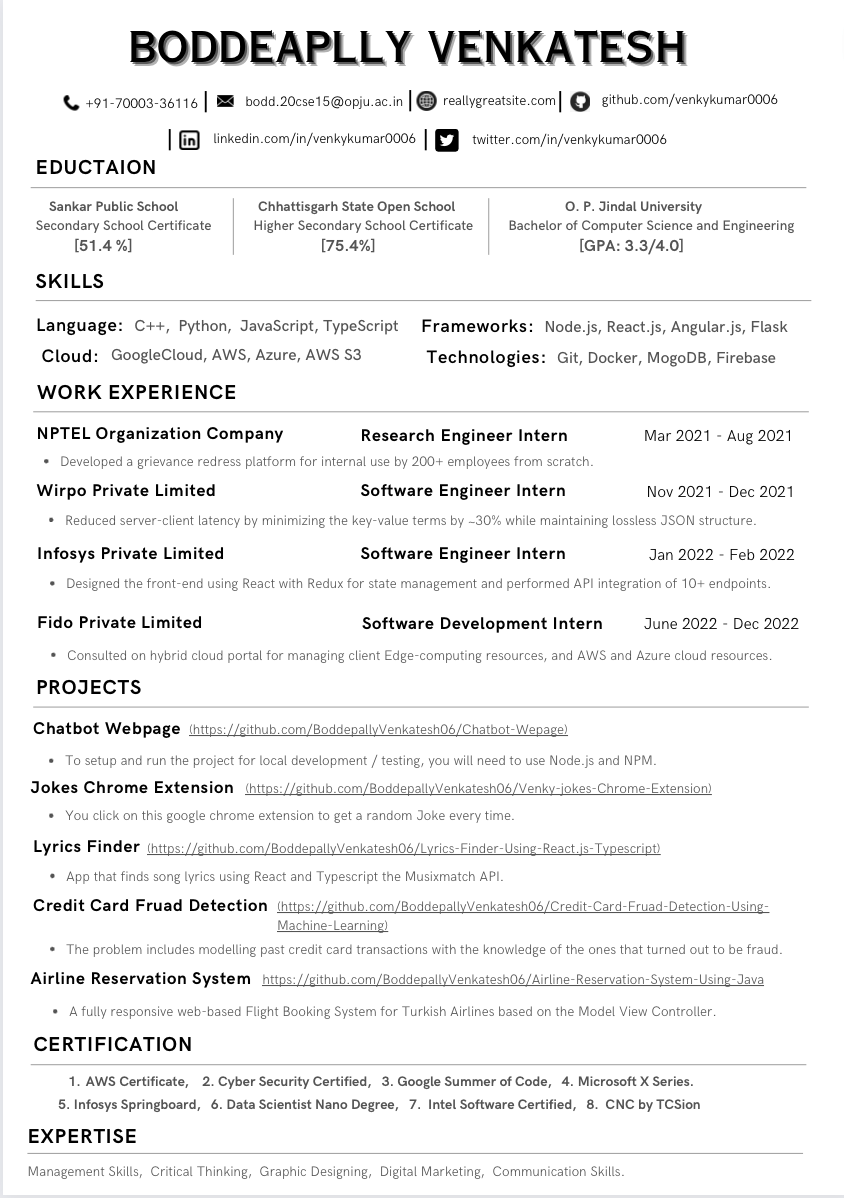 BODDEAPLLY VENKATESH
+91-70003-36116 | bodd.20cse15@opju.ac.in | reallygreatsite.com | github.com/venkykumar0006
| linkedin.com/in/venkykumar0006 | twitter.com/venkykumar0006
EDUCTAION
Sankar Public School
Secondary School Certificate
[51.4 %]
Chhattisgarh State Open School
Higher Secondary School Certificate
[75.4%]
O. P. Jindal University
Bachelor of Computer Science and Engineering
[GPA: 3.3/4.0]
SKILLS
Language: C++, Python, JavaScript, TypeScript
Frameworks: Node.js, React.js, Angular.js, Flask
Cloud: GoogleCloud, AWS, Azure, AWS S3
Technologies: Git, Docker, MogoDB, Firebase
WORK EXPERIENCE
NPTEL Organization Company Research Engineer Intern Mar 2021 - Aug 2021
• Developed a grievance redress platform for internal use by 200+ employees from scratch.
Wirpo Private Limited Software Engineer Intern Nov 2021 - Dec 2021
• Reduced server-client latency by minimizing the key-value terms by ~30% while maintaining lossless JSON structure.
Infosys Private Limited Software Engineer Intern Jan 2022 - Feb 2022
• Designed the front-end using React with Redux for state management and performed API integration of 10+ endpoints.
Fido Private Limited Software Development Intern June 2022 - Dec 2022
• Consulted on hybrid cloud portal for managing client Edge-computing resources, and AWS and Azure cloud resources.
PROJECTS
Chatbot Webpage (https://github.com/BoddepallyVenkatesh06/Chatbot-Wepage)
• To setup and run the project for local development / testing, you will need to use Node.js and NPM.
Jokes Chrome Extension (https://github.com/BoddepallyVenkatesh06/Venky-jokes-Chrome-Extension)
• You click on this google chrome extension to get a random Joke every time.
Lyrics Finder (https://github.com/BoddepallyVenkatesh06/Lyrics-Finder-Using-React.js-Typescript)
• App that finds song lyrics using React and Typescript the Musixmatch API.
Credit Card Fruad Detection (https://github.com/BoddepallyVenkatesh06/Credit-Card-Fruad-Detection-Using-
Machine-Learning)
• The problem includes modelling past credit card transactions with the knowledge of the ones that turned out to be fraud.
Airline Reservation System https://github.com/BoddepallyVenkatesh06/Airline-Reservation-System-Using-Java
• A fully responsive web-based Flight Booking System for Turkish Airlines based on the Model View Controller.
CERTIFICATION
1. AWS Certificate, 2. Cyber Security Certified, 3. Google Summer of Code, 4. Microsoft X Series.
5. Infosys Springboard, 6. Data Scientist Nano Degree, 7. Intel Software Certified, 8. CNC by TCSion
EXPERTISE
Management Skills, Critical Thinking, Graphic Designing, Digital Marketing, Communication Skills.